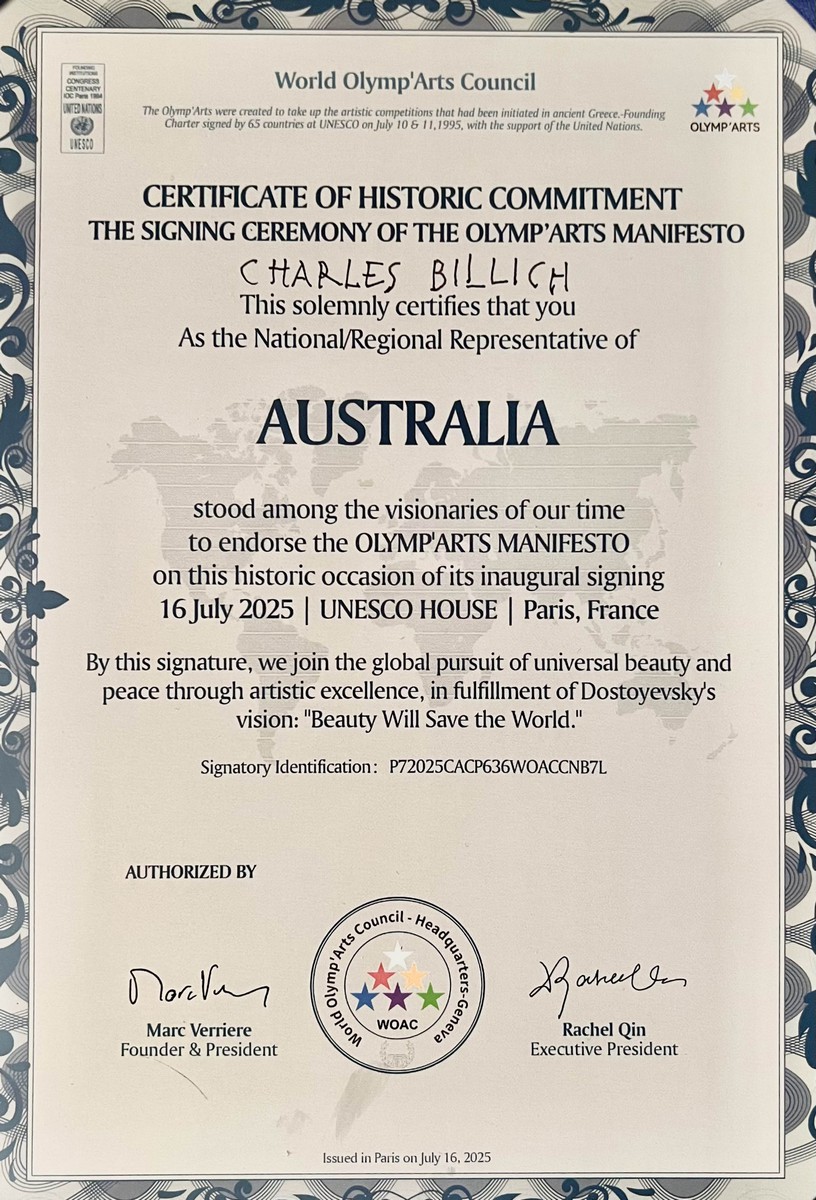 FOUNDING
INSTITUTIONS
CONGRESS
CENTENARY
IOC Paris 1994
UNITED NATIONS
UNESCO
World Olymp'Arts Council
The Olymp'Arts were created to take up the artistic competitions that had been initiated in ancient Greece.-Founding
Charter signed by 65 countries at UNESCO on July 10 & 11,1995, with the support of the United Nations.
OLYMP'ARTS
CERTIFICATE OF HISTORIC COMMITMENT
THE SIGNING CEREMONY OF THE OLYMP'ARTS MANIFESTO
CHARLES BILLICH
This solemnly certifies that you
As the National/Regional Representative of
AUSTRALIA
stood among the visionaries of our time
to endorse the OLYMP'ARTS MANIFESTO
on this historic occasion of its inaugural signing
16 July 2025 | UNESCO HOUSE | Paris, France
By this signature, we join the global pursuit of universal beauty and
peace through artistic excellence, in fulfillment of Dostoyevsky's
vision: "Beauty Will Save the World."
Signatory Identification: P72025CACP636WOACCNB7L
AUTHORIZED BY
World Olymp'Arts Council - Headquarters-Geneva
WOAC
Marc Verriere
Founder & President
Rachel Qin
Executive President
Issued in Paris on July 16, 2025